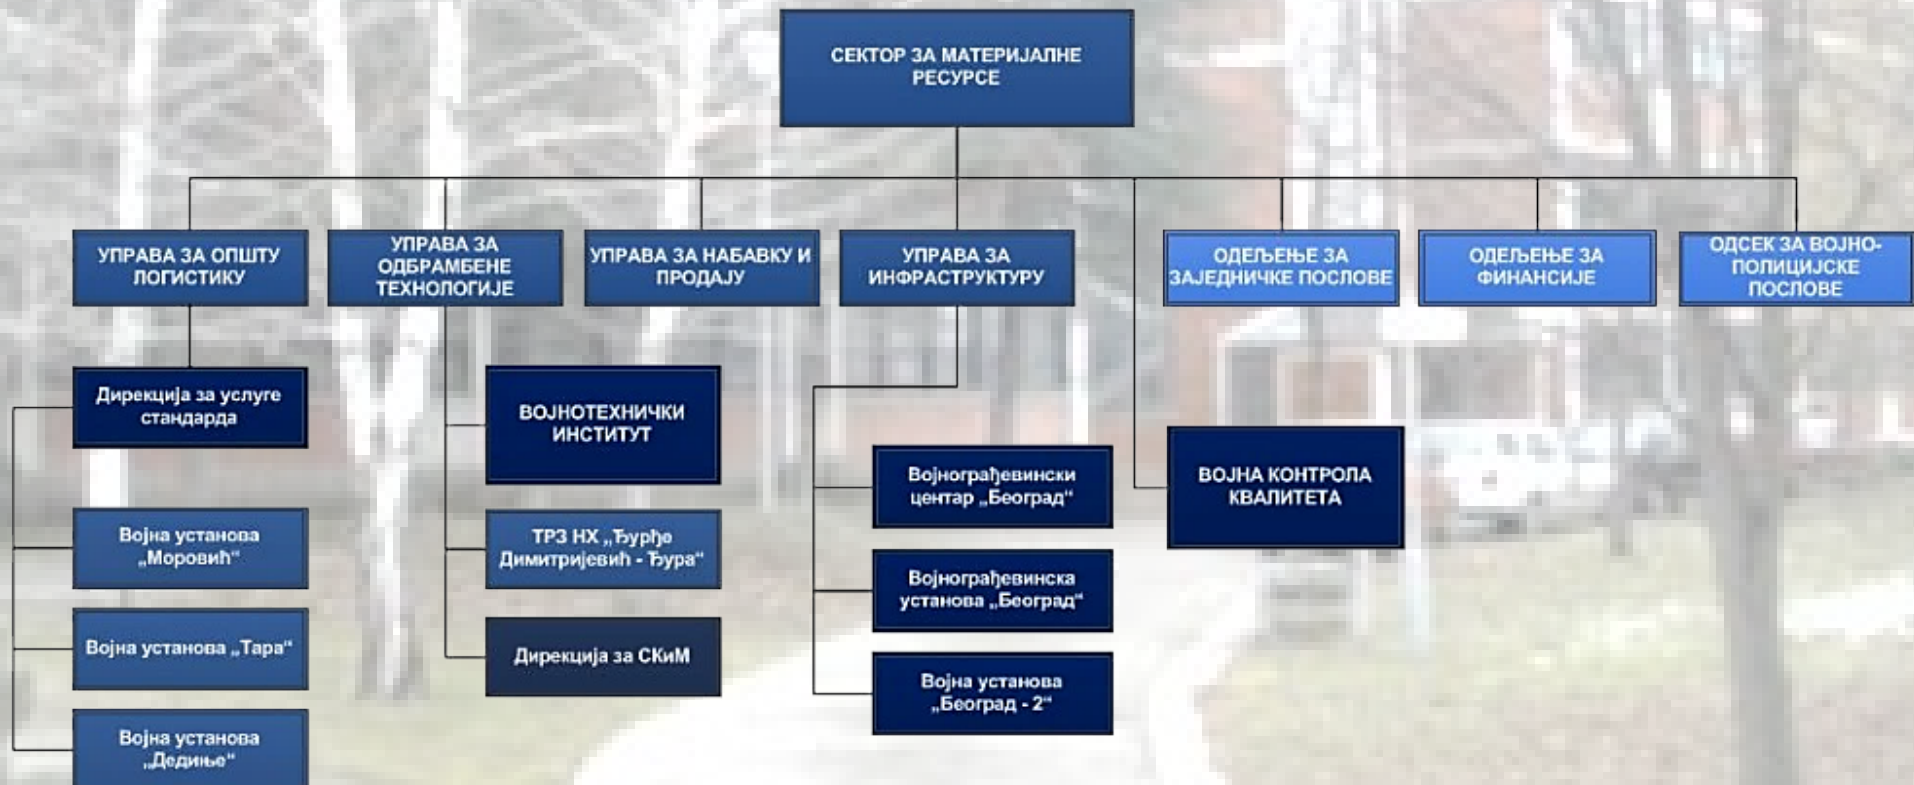 СЕКТОР ЗА МАТЕРИЈАЛНЕ
РЕСУРСЕ
УПРАВА ЗА ОПШТУ
ЛОГИСТИКУ
УПРАВА ЗА
ОДБРАМБЕНЕ
ТЕХНОЛОГИЈЕ
УПРАВА ЗА НАБАВКУ И
ПРОДАЈУ
УПРАВА ЗА
ИНФРАСТРУКТУРУ
ОДЕЉЕЊЕ ЗА
ЗАЈЕДНИЧКЕ ПОСЛОВЕ
ОДЕЉЕЊЕ ЗА
ФИНАНСИЈЕ
ОДСЕК ЗА ВОЈНО-
ПОЛИЦИЈСКЕ
ПОСЛОВЕ
Дирекција за услуге
стандарда
Војна установа
„Моровић“
Војна установа „Тара“
Војна установа
„Дедиње“
ВОЈНОТЕХНИЧКИ
ИНСТИТУТ
ТРЗ НХ „Ђурђе
Димитријевић - Ђура“
Дирекција за СКиМ
Војнограђевински
центар „Београд“
Војнограђевинска
установа „Београд“
Војна установа
„Београд - 2“
ВОЈНА КОНТРОЛА
КВАЛИТЕТА